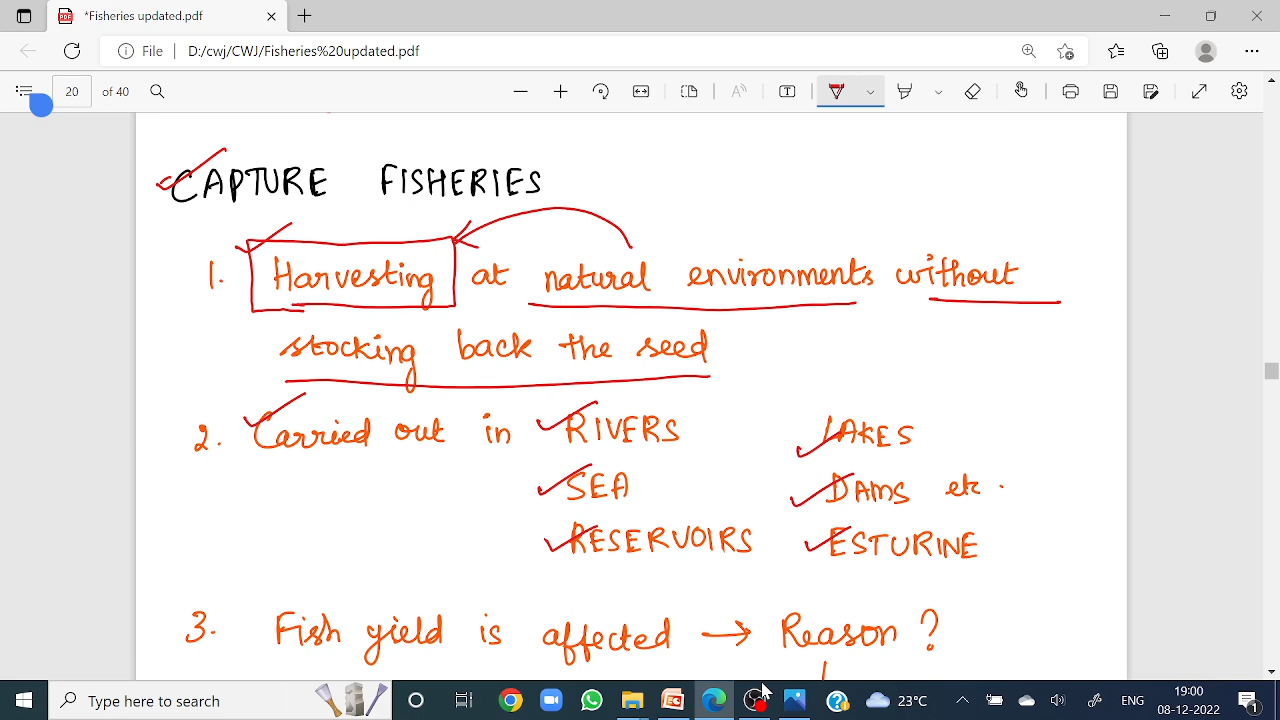 *Fisheries updated.pdf
File
D:/cwj/CWJ/Fisheries%20updated.pdf
20 of 40
CAPTURE FISHERIES
1. Harvesting at natural environments without
stocking back the seed
2. Carried out in RIVERS LAKES
SEA DAMS etc.
RESERVOIRS ESTURINE
3. Fish yield is affected → Reason ?
Type here to search
23°C
ENG
19:00
08-12-2022
1